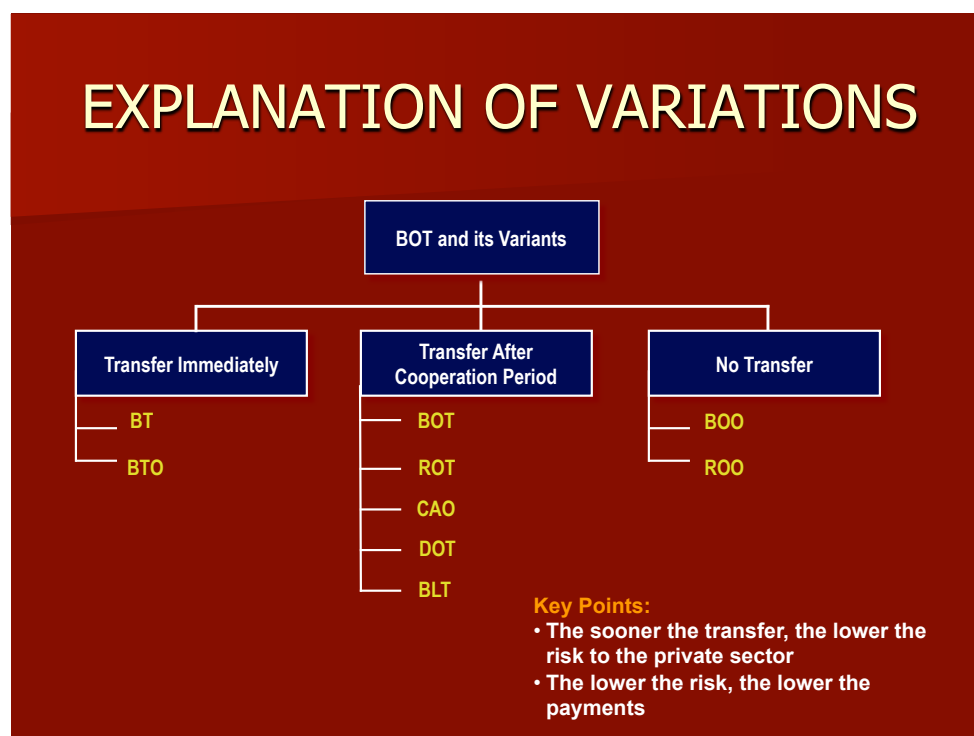 EXPLANATION OF VARIATIONS
BOT and its Variants
Transfer Immediately
BT
BTO
Transfer After
Cooperation Period
BOT
ROT
CAO
DOT
BLT
No Transfer
BOO
ROO
Key Points:
• The sooner the transfer, the lower the
risk to the private sector
• The lower the risk, the lower the
payments